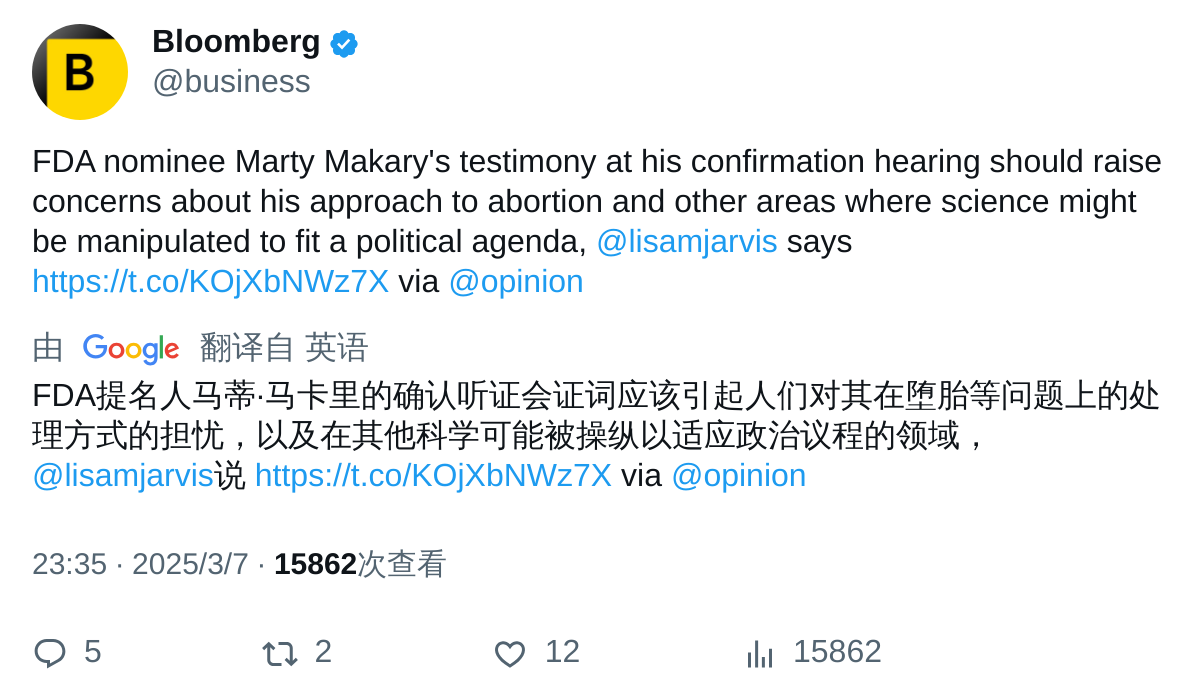 B
Bloomberg
@business
FDA nominee Marty Makary's testimony at his confirmation hearing should raise
concerns about his approach to abortion and other areas where science might
be manipulated to fit a political agenda, @lisamjarvis says
https://t.co/KOjXbNWz7X via @opinion
由 Google 翻译自 英语
FDA提名人马蒂·马卡里的确认听证会证词应该引起人们对其在堕胎等问题上的处
理方式的担忧，以及在其他科学可能被操纵以适应政治议程的领域，
@lisamjarvis说 https://t.co/KOjXbNWz7X via @opinion
23:35 · 2025/3/7 · 15862次查看
5 2 12 15862